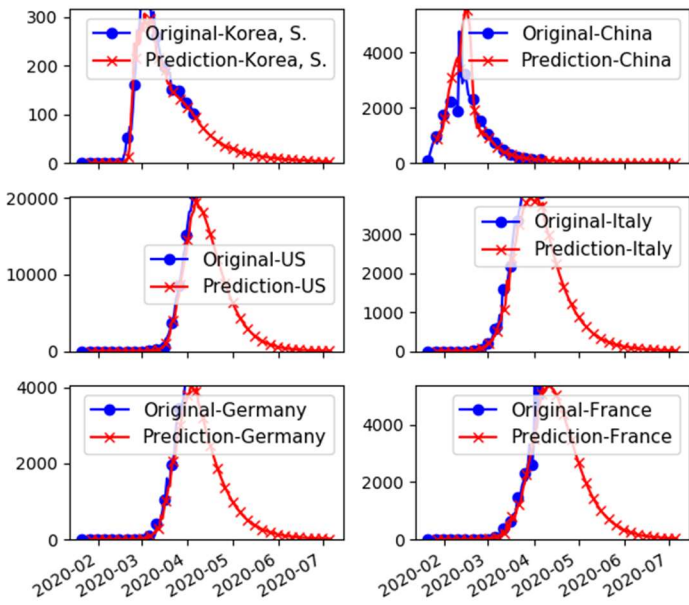 300
200
100
0
Original-Korea, S.
Prediction-Korea, S.
4000
2000
0
Original-China
Prediction-China
20000
10000
0
Original-US
Prediction-US
3000
2000
1000
0
Original-Italy
Prediction-Italy
4000
2000
0
Original-Germany
Prediction-Germany
4000
2000
0
Original-France
Prediction-France
2020-02
2020-03
2020-04
2020-05
2020-06
2020-07
2020-02
2020-03
2020-04
2020-05
2020-06
2020-07